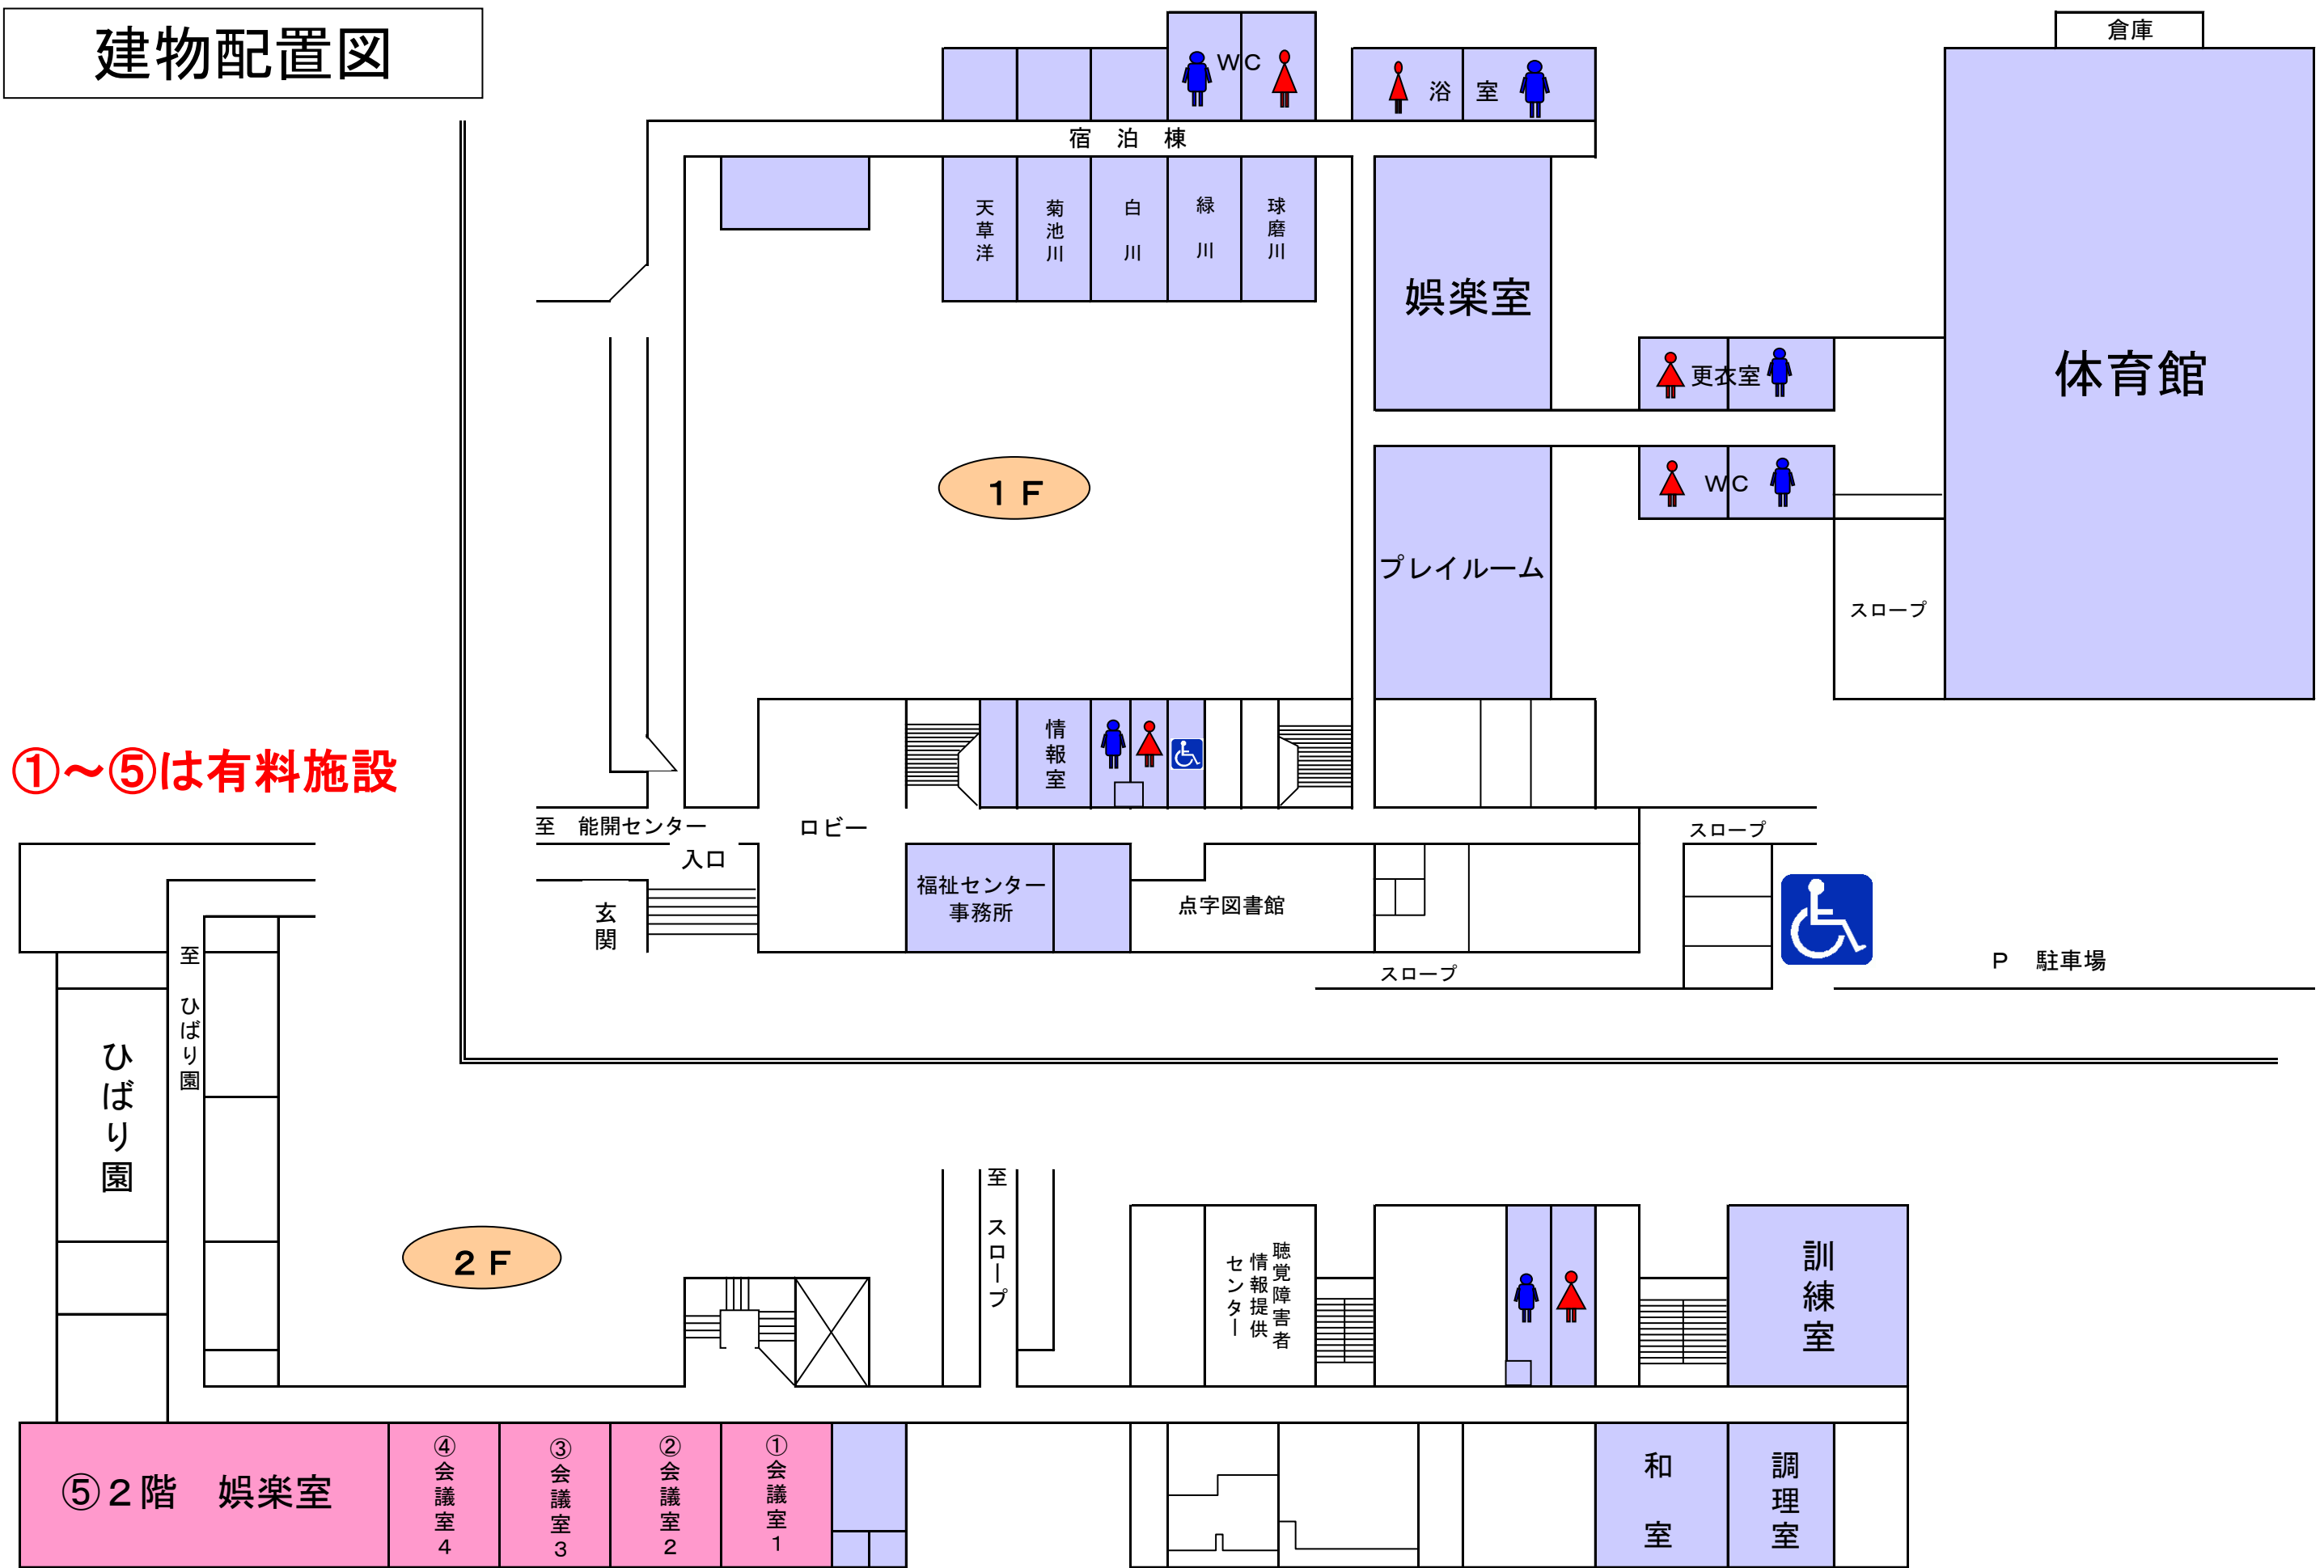 建物配置図
倉庫
WC
浴　室
宿　泊　棟
天草洋
菊池川
白　川
緑　川
球磨川
娯楽室
体育館
更衣室
WC
１Ｆ
プレイルーム
スロープ
①～⑤は有料施設
情報室
至　能開センター
ロビー
入口
スロープ
福祉センター
事務所
点字図書館
玄関
スロープ
Ｐ　駐車場
至　ひばり園
ひばり園
２Ｆ
至　スロープ
聴覚障害者
情報提供
センター
訓練室
⑤２階　娯楽室
④会議室４
③会議室３
②会議室２
①会議室１
和　室
調理室